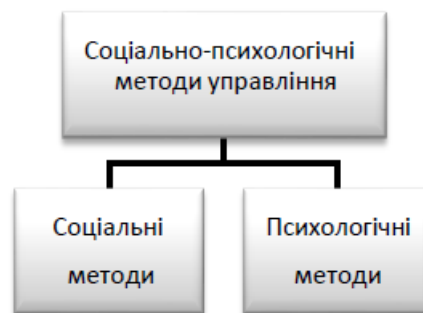 Соціально-психологічні
методи управління
Соціальні
методи
Психологічні
методи